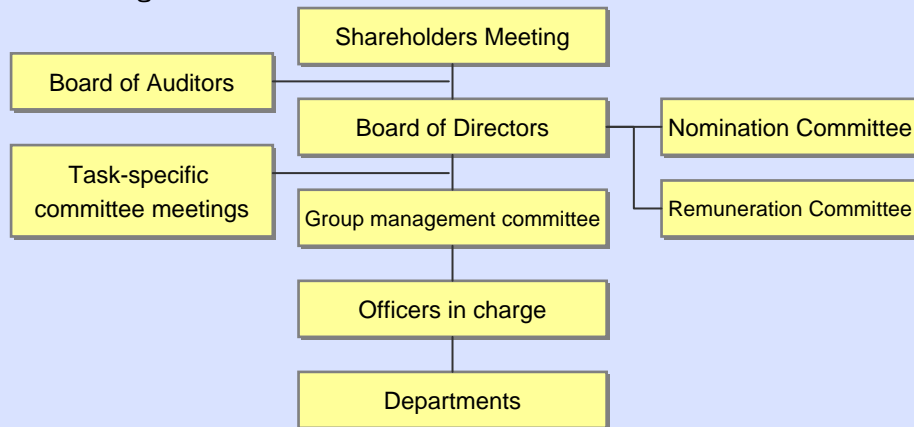 Shareholders Meeting
Board of Auditors
Board of Directors
Nomination Committee
Task-specific
committee meetings
Remuneration Committee
Group management committee
Officers in charge
Departments